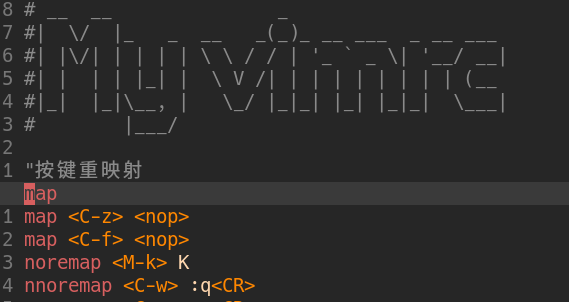 8 # __  __                 _
7 #|  \/  |_   _  __   _(_)_ __ ___  _ __ ___
6 #| |\/| | | | | \ \ / / | '_ ` _ \| '__/ __|
5 #| |  | | |_| |  \ V /| | | | | | | | | (__
4 #|_|  |_|\__, |   \_/ |_|_| |_| |_|_|  \___|
3 #        |___/
2
1 "按键重映射
map
1 map <C-z> <nop>
2 map <C-f> <nop>
3 noremap <M-k> K
4 nnoremap <C-w> :q<CR>